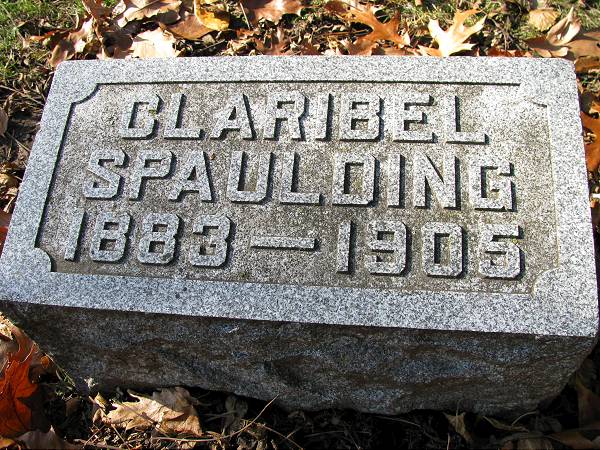 CLARIBEL
SPAULDING
1883 — 1905